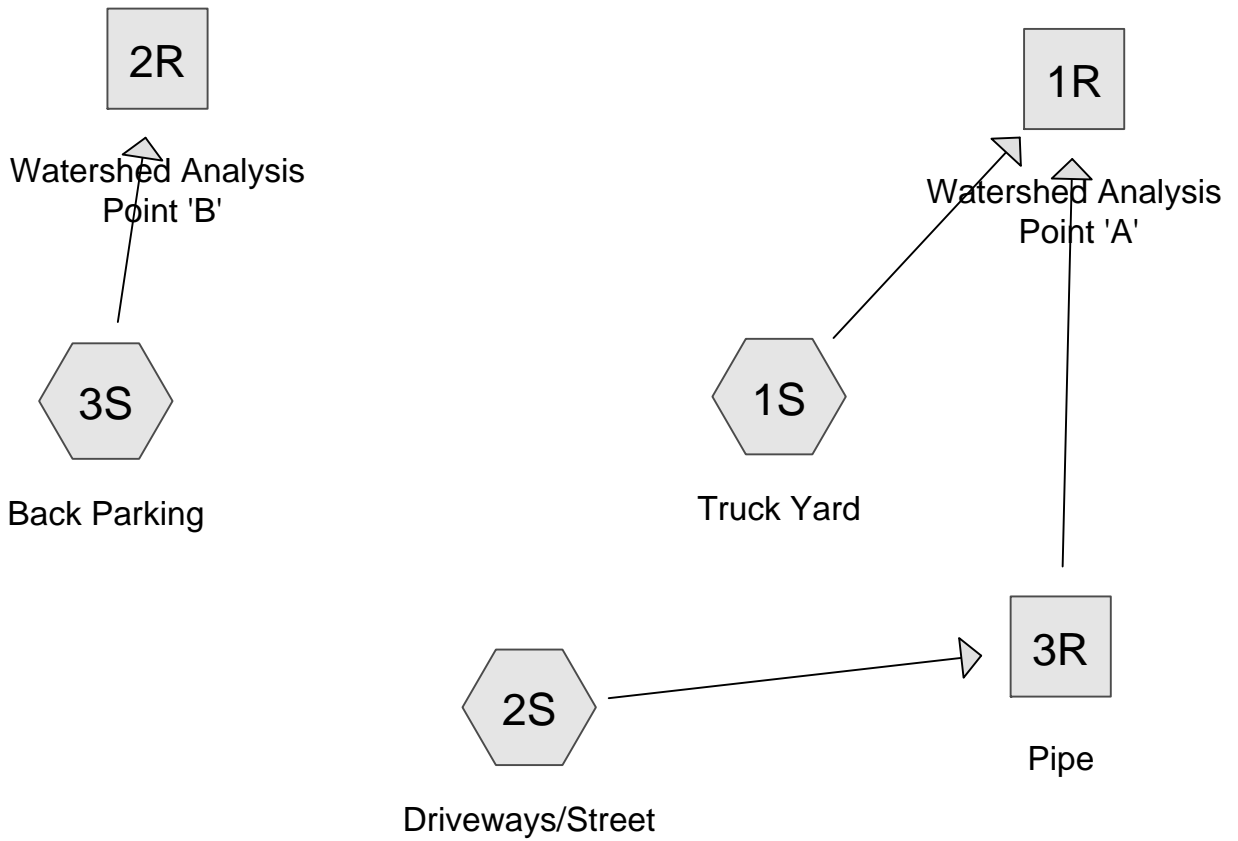 2R
Watershed Analysis
Point 'B'
1R
Watershed Analysis
Point 'A'
3S
Back Parking
1S
Truck Yard
2S
Driveways/Street
3R
Pipe